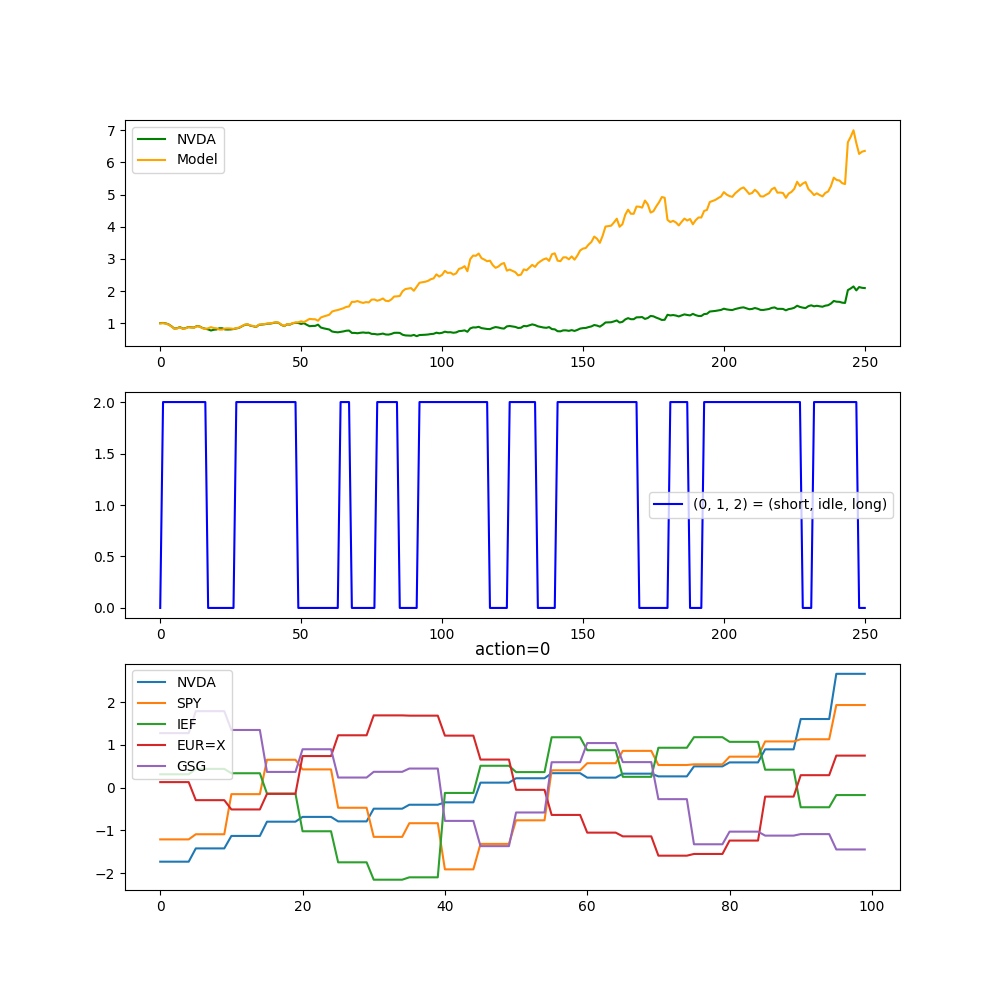 7
6
5
4
3
2
1
NVDA
Model
0 50 100 150 200 250
2.0
1.5
1.0
0.5
0.0
(0, 1, 2) = (short, idle, long)
0 50 100 150 200 250
action=0
2
1
0
−1
−2
NVDA
SPY
IEF
EUR=X
GSG
0 20 40 60 80 100